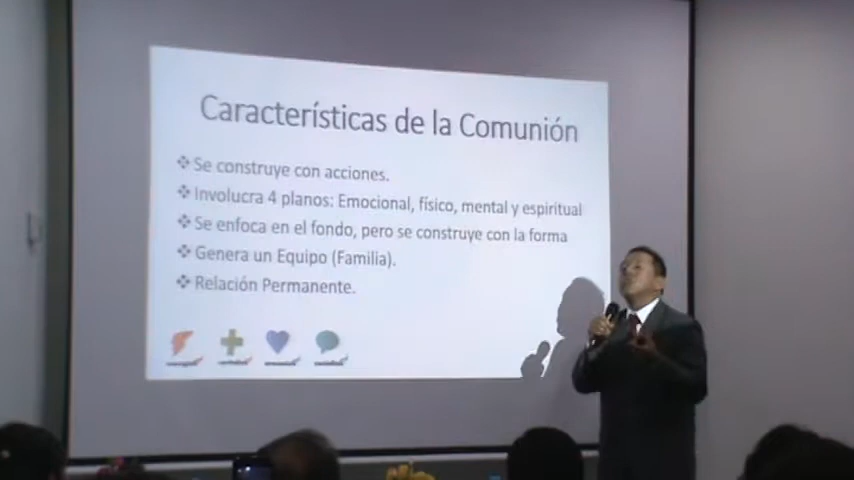 Características de la Comunión
Se construye con acciones.
Involucra 4 planos: Emocional, físico, mental y espiritual
Se enfoca en el fondo, pero se construye con la forma
Genera un Equipo (Familia).
Relación Permanente.